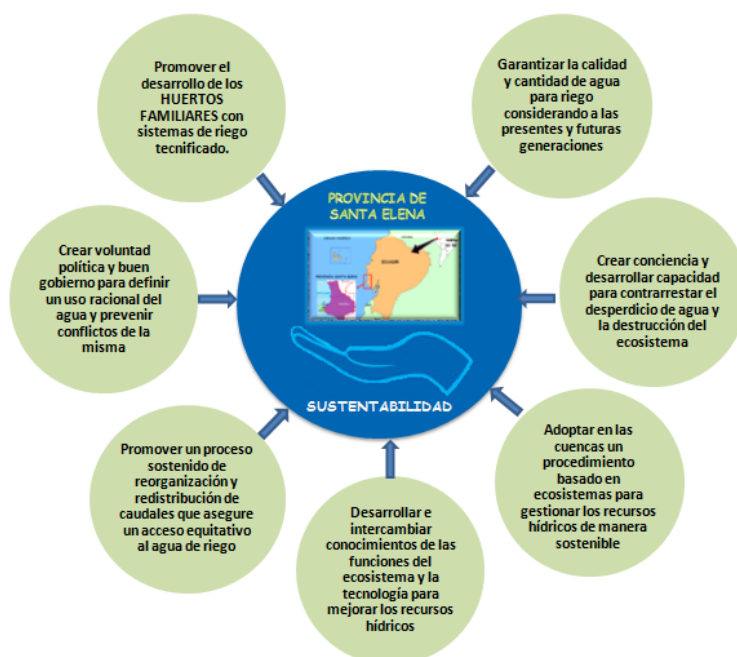 Promover el
desarrollo de los
HUERTOS
FAMILIARES con
sistemas de riego
tecnificado.
Garantizar la calidad
y cantidad de agua
para riego
considerando a las
presentes y futuras
generaciones
PROVINCIA DE
SANTA ELENA
ECUADOR
Crear voluntad
política y buen
gobierno para definir
un uso racional del
agua y prevenir
conflictos de la
misma
Crear conciencia y
desarrollar capacidad
para contrarrestar el
desperdicio de agua y
la destrucción del
ecosistema
SUSTENTABILIDAD
Promover un proceso
sostenido de
reorganización y
redistribución de
caudales que asegure
un acceso equitativo
al agua de riego
Desarrollar e
intercambiar
conocimientos de las
funciones del
ecosistema y la
tecnología para
mejorar los recursos
hídricos
Adoptar en las
cuencas un
procedimiento
basado en
ecosistemas para
gestionar los recursos
hídricos de manera
sostenible